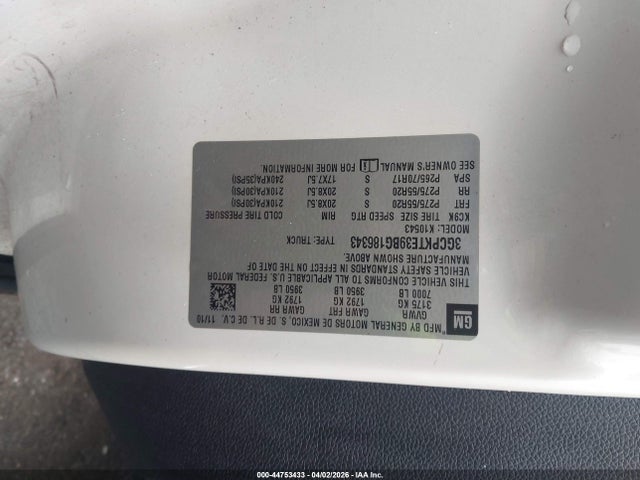 GM
MFD BY GENERAL MOTORS DE MEXICO, S. DE R.L. DE C.V. 11/10
GVWR GAWR FRT GAWR RR
3175 KG 1792 KG 1792 KG
7000 LB 3950 LB 3950 LB
THIS VEHICLE CONFORMS TO ALL APPLICABLE U.S. FEDERAL MOTOR
VEHICLE SAFETY STANDARDS IN EFFECT ON THE DATE OF
MANUFACTURE SHOWN ABOVE.
3GCPKTE39BG186343 TYPE: TRUCK
MODEL: K10543
KC9K TIRE SIZE SPEED RTG RIM COLD TIRE PRESSURE
FRT P275/55R20 S 20X8.5J 210KPA(30PSI)
RR P275/55R20 S 20X8.5J 210KPA(30PSI)
SPA P265/70R17 S 17X7.5J 240KPA(35PSI)
SEE OWNER'S MANUAL FOR MORE INFORMATION.
000-44753433 - 04/02/2026 - IAA Inc.